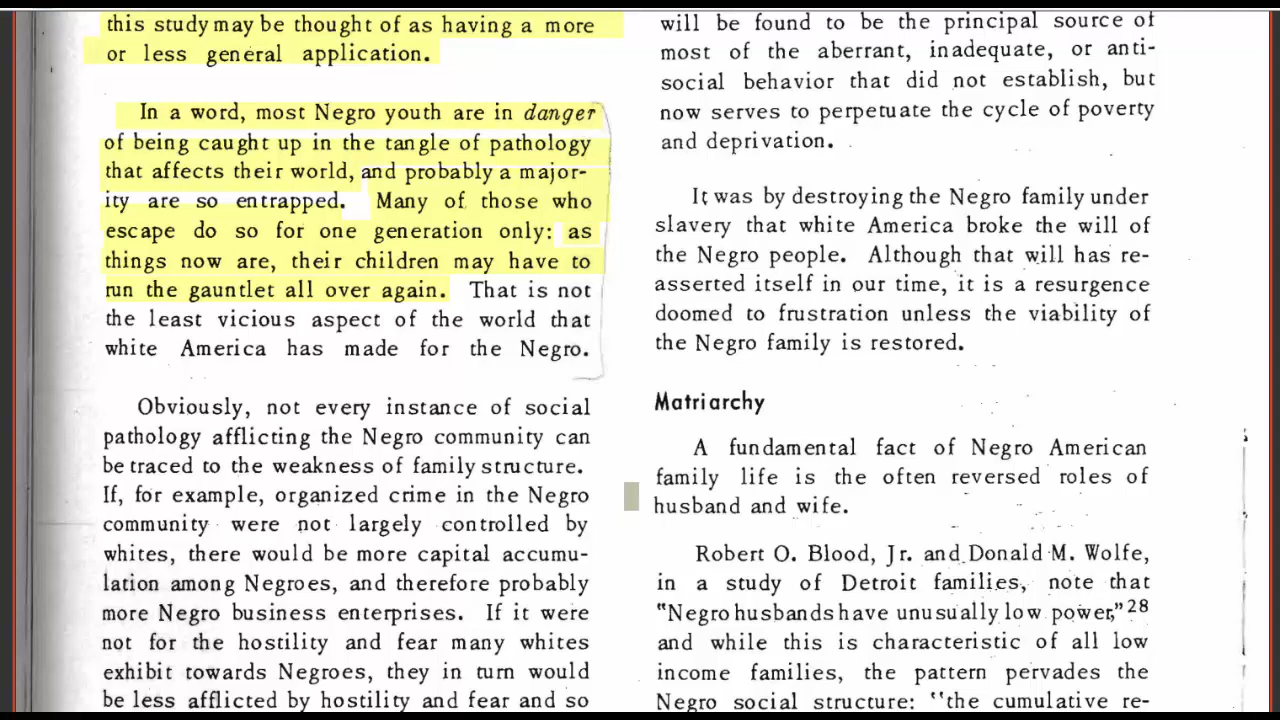 this study may be thought of as having a more
or less general application.
In a word, most Negro youth are in danger
of being caught up in the tangle of pathology
that affects their world, and probably a major-
ity are so entrapped. Many of those who
escape do so for one generation only: as
things now are, their children may have to
run the gauntlet all over again. That is not
the least vicious aspect of the world that
white America has made for the Negro.
Obviously, not every instance of social
pathology afflicting the Negro community can
be traced to the weakness of family structure.
If, for example, organized crime in the Negro
community were not largely controlled by
whites, there would be more capital accumu-
lation among Negroes, and therefore probably
more Negro business enterprises. If it were
not for the hostility and fear many whites
exhibit towards Negroes, they in turn would
be less afflicted by hostility and fear and so
will be found to be the principal source of
most of the aberrant, inadequate, or anti-
social behavior that did not establish, but
now serves to perpetuate the cycle of poverty
and deprivation.
It was by destroying the Negro family under
slavery that white America broke the will of
the Negro people. Although that will has re-
asserted itself in our time, it is a resurgence
doomed to frustration unless the viability of
the Negro family is restored.
Matriarchy
A fundamental fact of Negro American
family life is the often reversed roles of
husband and wife.
Robert O. Blood, Jr. and Donald M. Wolfe,
in a study of Detroit families, note that
"Negro husbands have unusually low power,"28
and while this is characteristic of all low
income families, the pattern pervades the
Negro social structure: "the cumulative re-